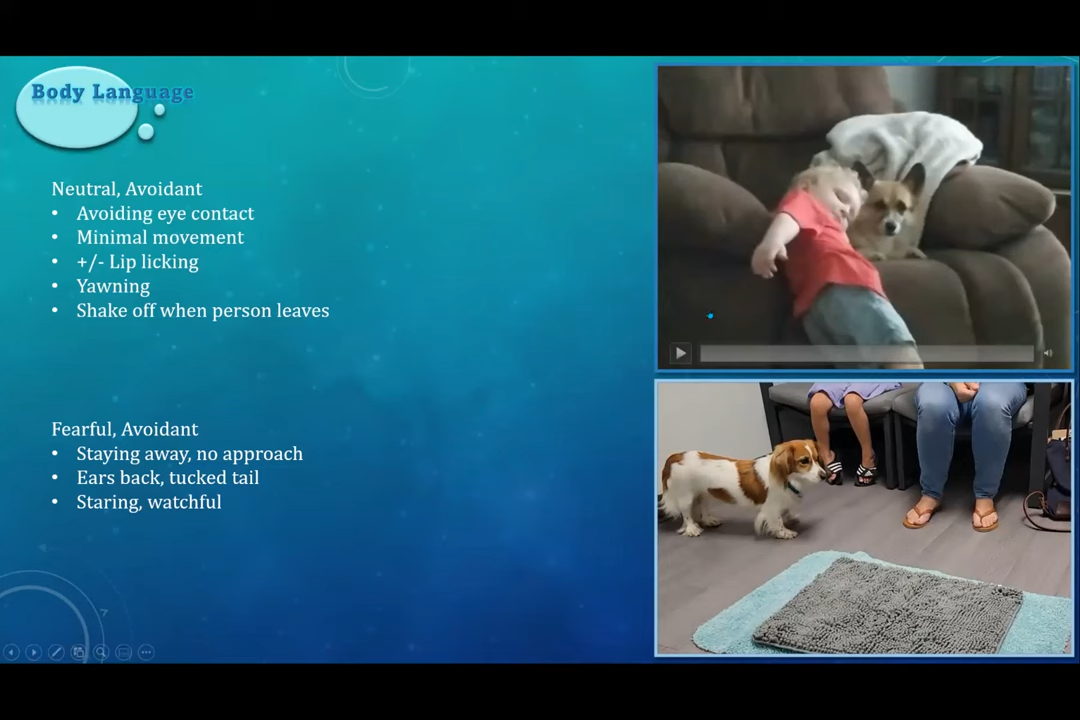 Body Language
Neutral, Avoidant
• Avoiding eye contact
• Minimal movement
• +/- Lip licking
• Yawning
• Shake off when person leaves
Fearful, Avoidant
• Staying away, no approach
• Ears back, tucked tail
• Staring, watchful